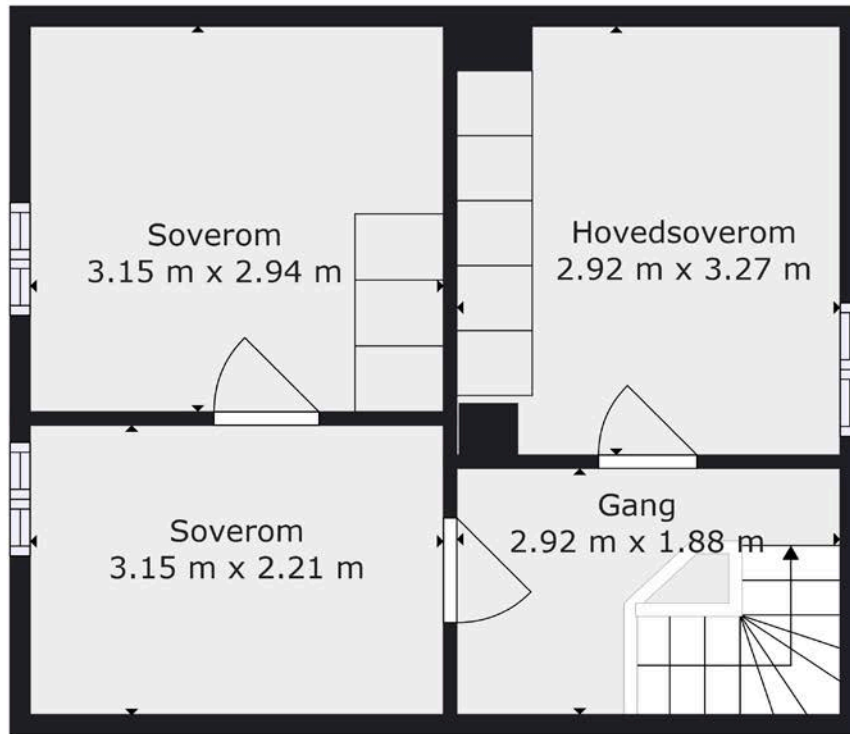 Soverom
3.15 m x 2.94 m
Hovedsoverom
2.92 m x 3.27 m
Soverom
3.15 m x 2.21 m
Gang
2.92 m x 1.88 m